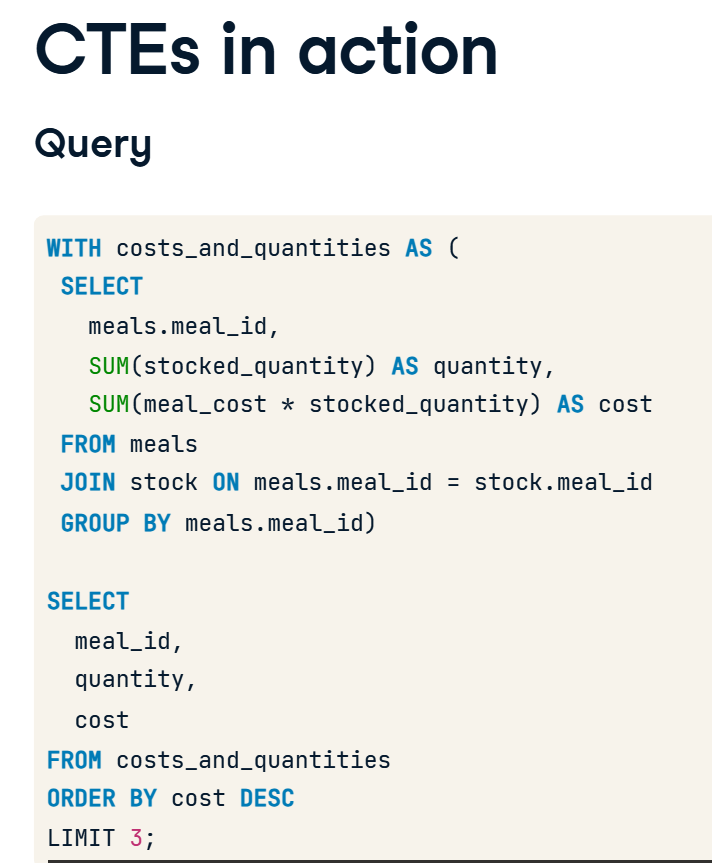 CTEs in action
Query
WITH costs_and_quantities AS (
SELECT
meals.meal_id,
SUM(stocked_quantity) AS quantity,
SUM(meal_cost * stocked_quantity) AS cost
FROM meals
JOIN stock ON meals.meal_id = stock.meal_id
GROUP BY meals.meal_id)
SELECT
meal_id,
quantity,
cost
FROM costs_and_quantities
ORDER BY cost DESC
LIMIT 3;